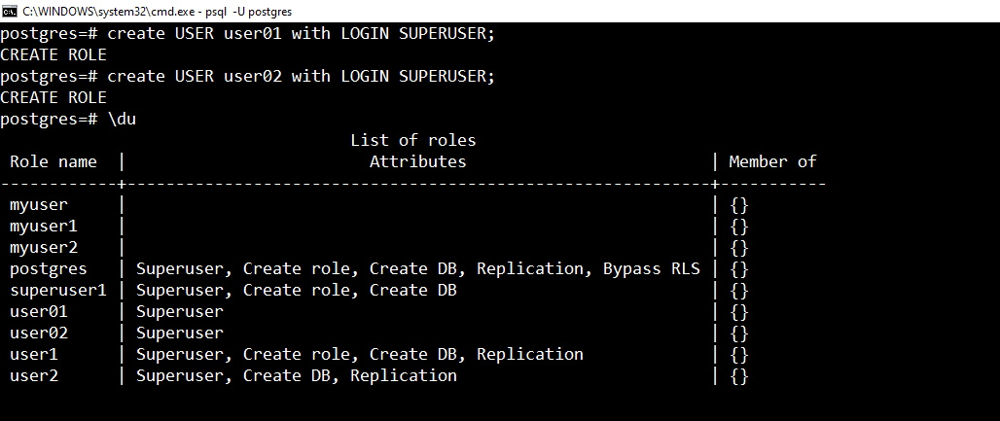 C:\WINDOWS\system32\cmd.exe - psql  -U postgres
postgres=# create USER user01 with LOGIN SUPERUSER;
CREATE ROLE
postgres=# create USER user02 with LOGIN SUPERUSER;
CREATE ROLE
postgres=# \du
                                    List of roles
 Role name  |                         Attributes                         | Member of
------------+------------------------------------------------------------+-----------
 myuser     |                                                            | {}
 myuser1    |                                                            | {}
 myuser2    |                                                            | {}
 postgres   | Superuser, Create role, Create DB, Replication, Bypass RLS | {}
 superuser1 | Superuser, Create role, Create DB                          | {}
 user01     | Superuser                                                  | {}
 user02     | Superuser                                                  | {}
 user1      | Superuser, Create role, Create DB, Replication             | {}
 user2      | Superuser, Create DB, Replication                          | {}